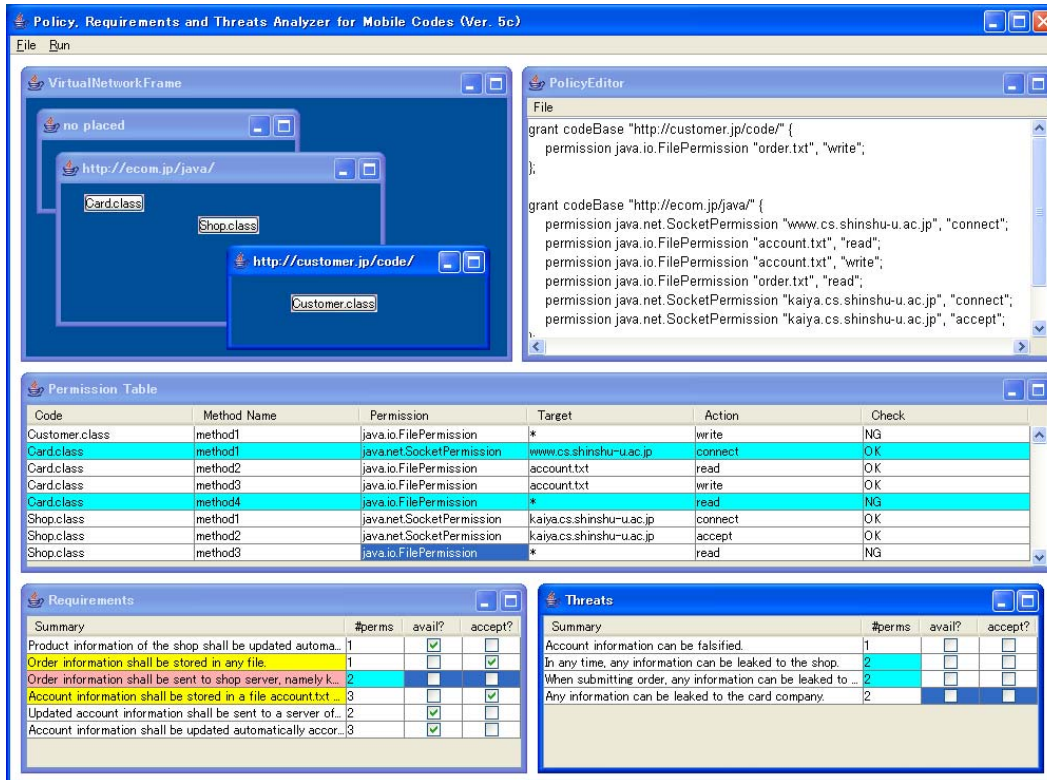 Policy, Requirements and Threats Analyzer for Mobile Codes (Ver. 5c)
File Run
VirtualNetworkFrame
no placed
http://ecom.jp/java/
Card.class
Shop.class
http://customer.jp/code/
Customer.class
PolicyEditor
File
grant codeBase "http://customer.jp/code/" {
permission java.io.FilePermission "order.txt", "write";
};
grant codeBase "http://ecom.jp/java/" {
permission java.net.SocketPermission "www.cs.shinshu-u.ac.jp", "connect";
permission java.io.FilePermission "account.txt", "read";
permission java.io.FilePermission "account.txt", "write";
permission java.io.FilePermission "order.txt", "read";
permission java.net.SocketPermission "kaiya.cs.shinshu-u.ac.jp", "connect";
permission java.net.SocketPermission "kaiya.cs.shinshu-u.ac.jp", "accept";
Permission Table
Code Method Name Permission Target Action Check
Customer.class method1 java.io.FilePermission * write NG
Card.class method1 java.net.SocketPermission www.cs.shinshu-u.ac.jp connect OK
Card.class method2 java.io.FilePermission account.txt read OK
Card.class method3 java.io.FilePermission account.txt write OK
Card.class method4 java.io.FilePermission * read NG
Shop.class method1 java.net.SocketPermission kaiya.cs.shinshu-u.ac.jp connect OK
Shop.class method2 java.net.SocketPermission kaiya.cs.shinshu-u.ac.jp accept OK
Shop.class method3 java.io.FilePermission * read NG
Requirements
Summary #perms avail? accept?
Product information of the shop shall be updated automa... 1
Order information shall be stored in any file. 1
Order information shall be sent to shop server, namely k... 2
Account information shall be stored in a file account.txt ... 3
Updated account information shall be sent to a server of... 2
Account information shall be updated automatically accor... 3
Threats
Summary #perms avail? accept?
Account information can be falsified. 1
In any time, any information can be leaked to the shop. 2
When submitting order, any information can be leaked to ... 2
Any information can be leaked to the card company. 2